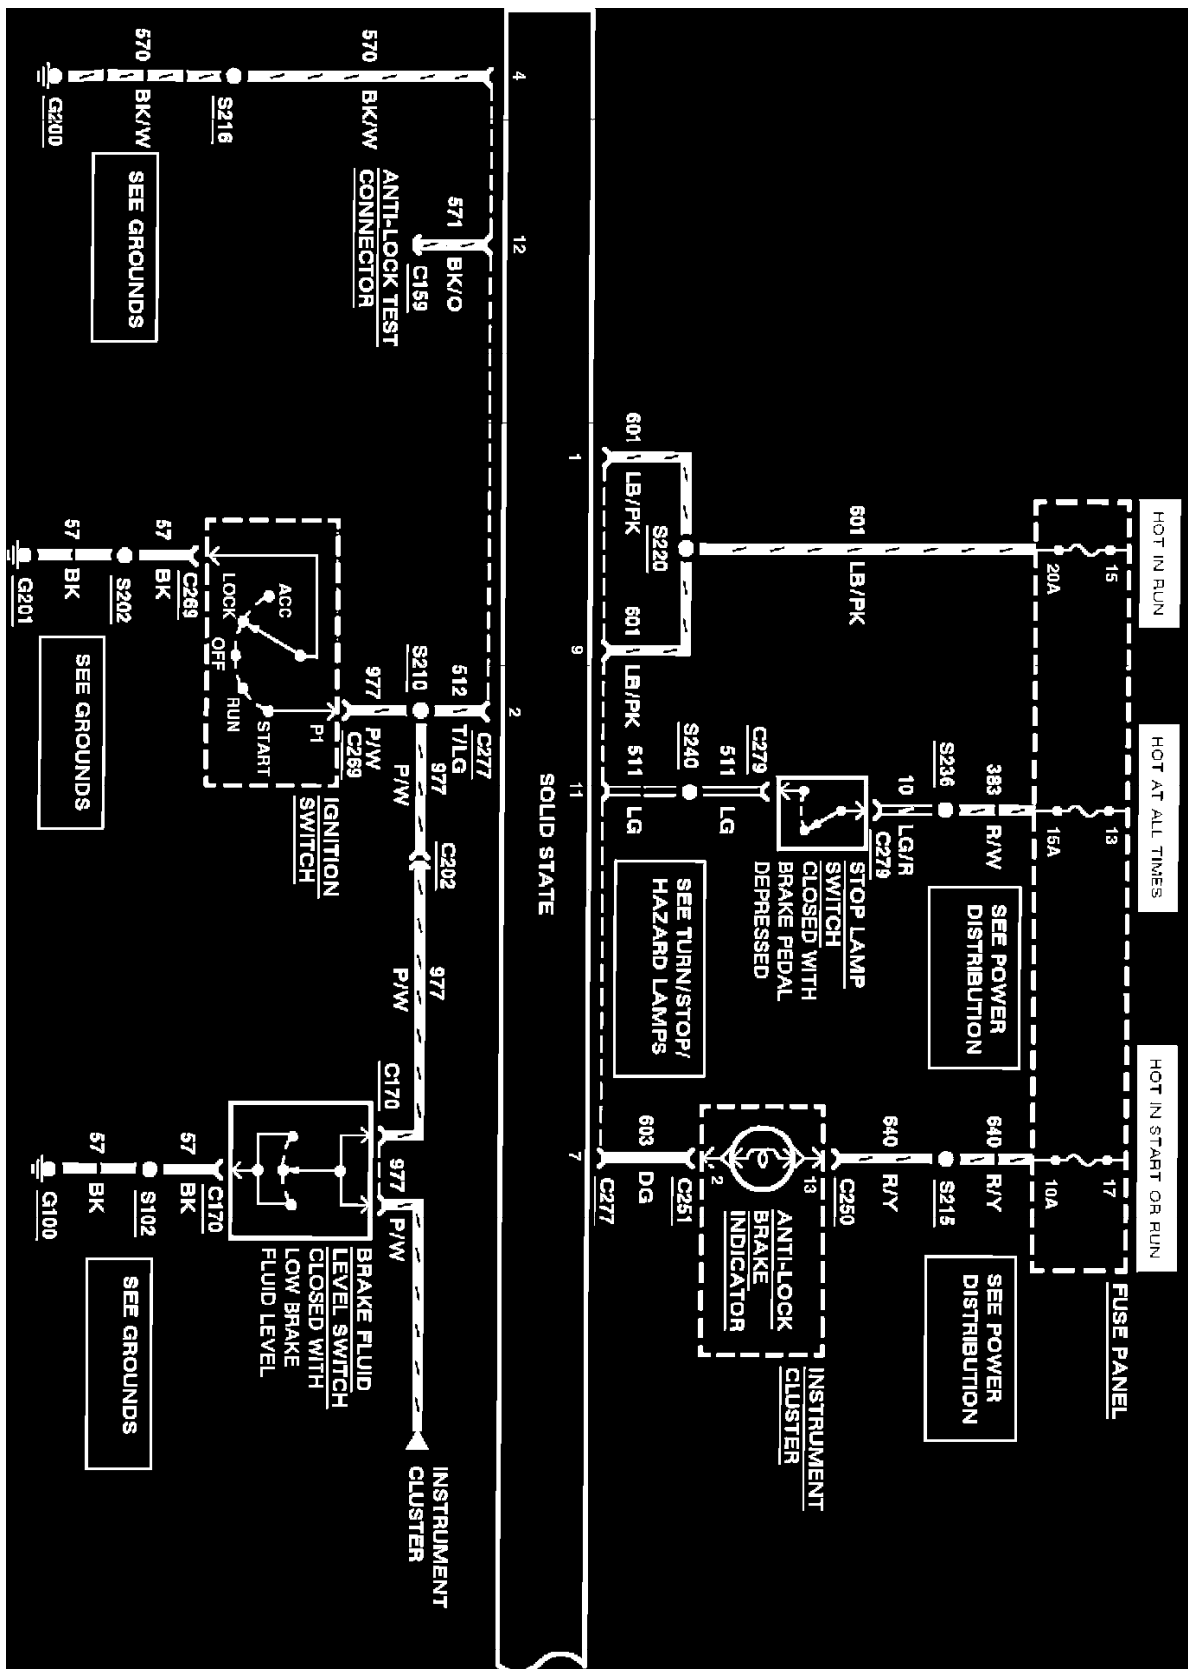 HOT IN RUN
HOT AT ALL TIMES
HOT IN START OR RUN
15
20A
13
15A
17
10A
FUSE PANEL
601
LB/PK
383
R/W
SEE POWER
DISTRIBUTION
640
R/Y
SEE POWER
DISTRIBUTION
S236
S215
10
LG/R
C279
640
R/Y
C250
STOP LAMP
SWITCH
CLOSED WITH
BRAKE PEDAL
DEPRESSED
13
2
ANTI-LOCK
BRAKE
INDICATOR
INSTRUMENT
CLUSTER
S220
C279
511
LG
S240
C251
601
LB/PK
601
LB/PK
511
LG
SEE TURN/STOP/
HAZARD LAMPS
603
DG
C277
1
9
11
7
SOLID STATE
4
12
2
570
BK/W
571
BK/O
C159
ANTI-LOCK TEST
CONNECTOR
512
T/LG
C277
S210
977
P/W
C202
977
P/W
INSTRUMENT
CLUSTER
977
P/W
C269
C170
977
P/W
IGNITION
SWITCH
P1
ACC
LOCK
OFF
RUN
START
BRAKE FLUID
LEVEL SWITCH
CLOSED WITH
LOW BRAKE
FLUID LEVEL
S216
C269
C170
570
BK/W
SEE GROUNDS
57
BK
S202
57
BK
SEE GROUNDS
57
BK
S102
57
BK
SEE GROUNDS
G200
G201
G100